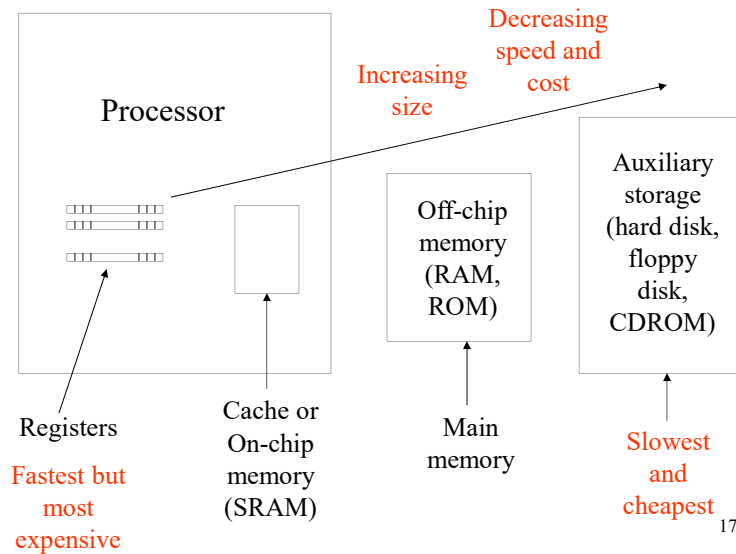 Processor
Increasing
size
Decreasing
speed and
cost
Off-chip
memory
(RAM,
ROM)
Auxiliary
storage
(hard disk,
floppy
disk,
CDROM)
Registers
Fastest but
most
expensive
Cache or
On-chip
memory
(SRAM)
Main
memory
Slowest
and
cheapest
17